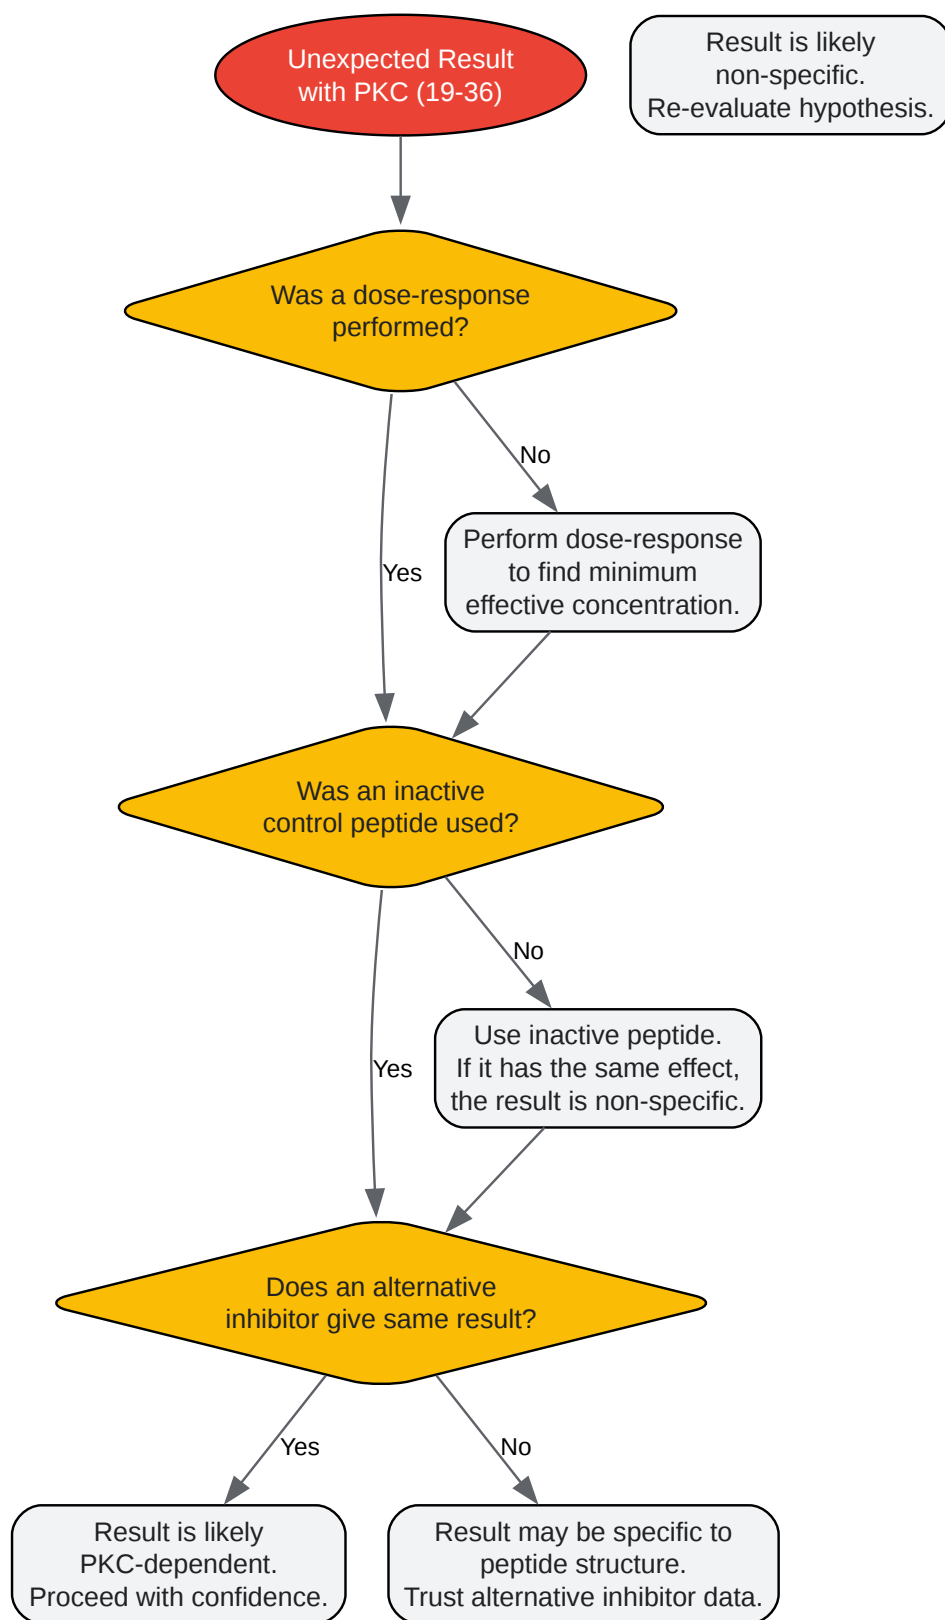 Unexpected Result
with PKC (19-36)
Result is likely
non-specific.
Re-evaluate hypothesis.
Was a dose-response
performed?
No
Yes
Perform dose-response
to find minimum
effective concentration.
Was an inactive
control peptide used?
No
Yes
Use inactive peptide.
If it has the same effect,
the result is non-specific.
Does an alternative
inhibitor give same result?
Yes
No
Result is likely
PKC-dependent.
Proceed with confidence.
Result may be specific to
peptide structure.
Trust alternative inhibitor data.